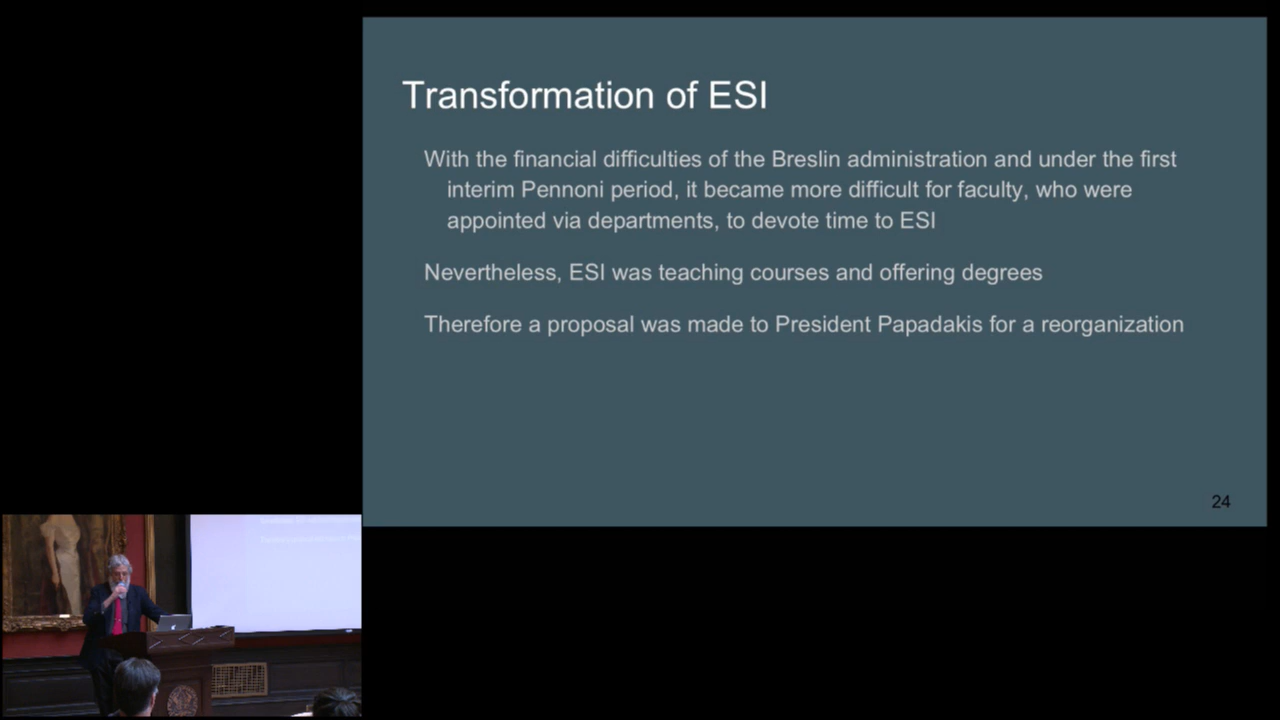 Transformation of ESI
With the financial difficulties of the Breslin administration and under the first
interim Pennoni period, it became more difficult for faculty, who were
appointed via departments, to devote time to ESI
Nevertheless, ESI was teaching courses and offering degrees
Therefore a proposal was made to President Papadakis for a reorganization
24